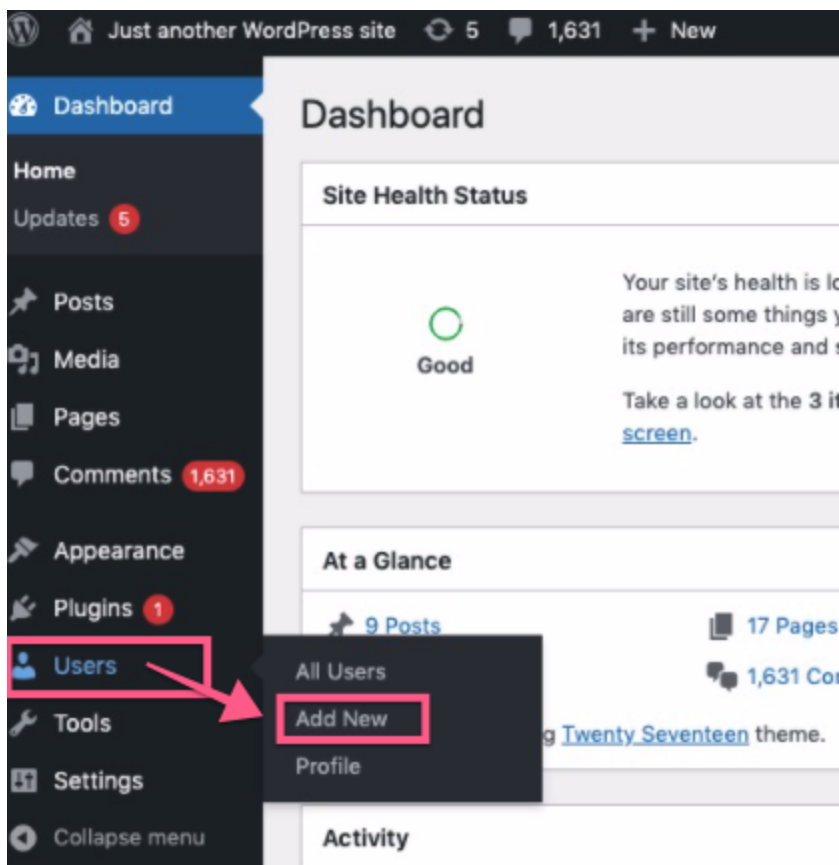 Just another WordPress site 5 1,631 + New
Dashboard
Home
Updates 5
Posts
Media
Pages
Comments 1,631
Appearance
Plugins 1
Users
Tools
Settings
Collapse menu
All Users
Add New
Profile
Dashboard
Site Health Status
Good
Your site's health is
are still some things
its performance and
Take a look at the 3
screen.
At a Glance
9 Posts 17 Pages
1,631
Twenty Seventeen theme.
Activity